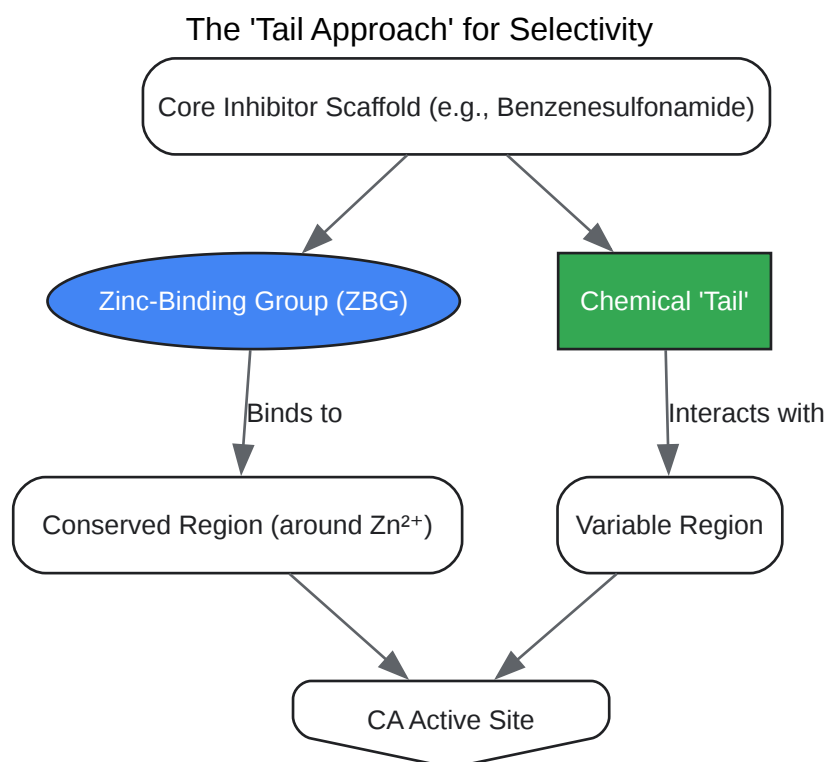 The 'Tail Approach' for Selectivity
Core Inhibitor Scaffold (e.g., Benzenesulfonamide)
Zinc-Binding Group (ZBG)
Chemical 'Tail'
Binds to
Interacts with
Conserved Region (around Zn²⁺)
Variable Region
CA Active Site